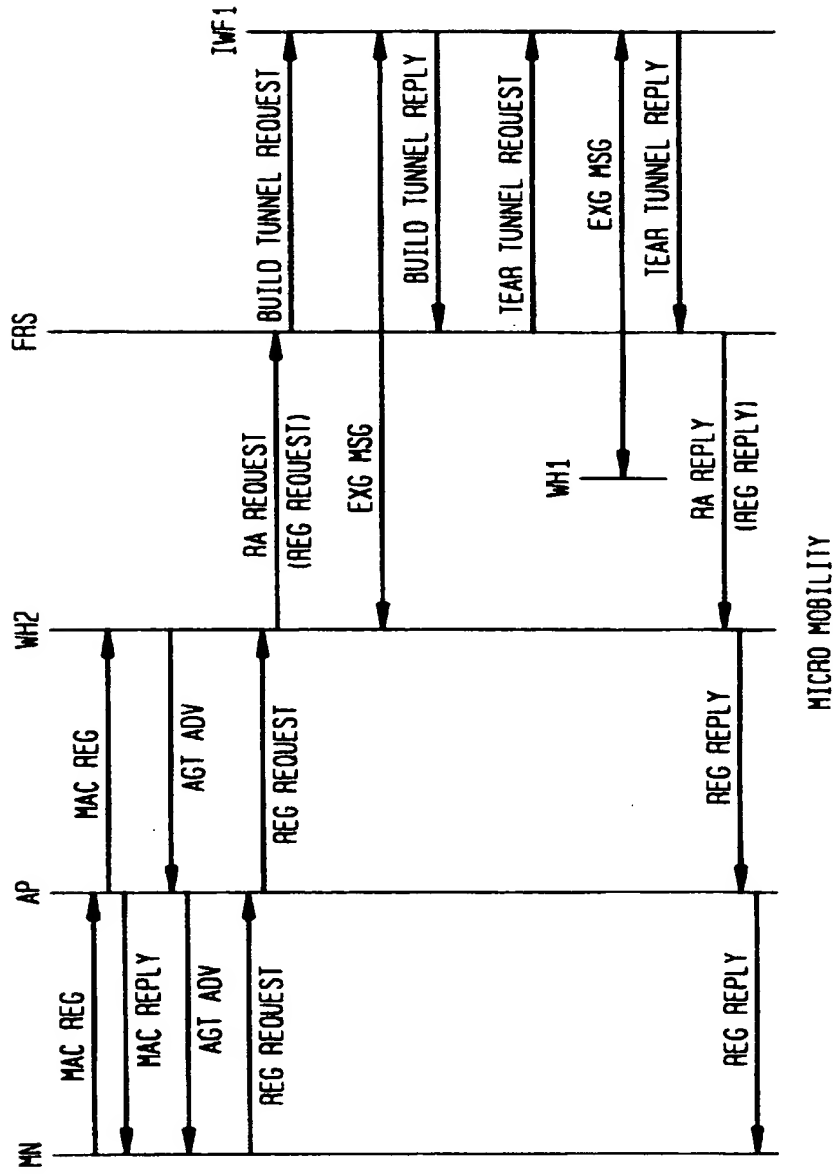 MN
AP
WH2
FRS
IWF1
MAC REG
MAC REG
MAC REPLY
AGT ADV
AGT ADV
REG REQUEST
REG REQUEST
RA REQUEST
(REG REQUEST)
BUILD TUNNEL REQUEST
EXG MSG
BUILD TUNNEL REPLY
TEAR TUNNEL REQUEST
WH1
EXG MSG
TEAR TUNNEL REPLY
RA REPLY
(REG REPLY)
REG REPLY
REG REPLY
MICRO MOBILITY